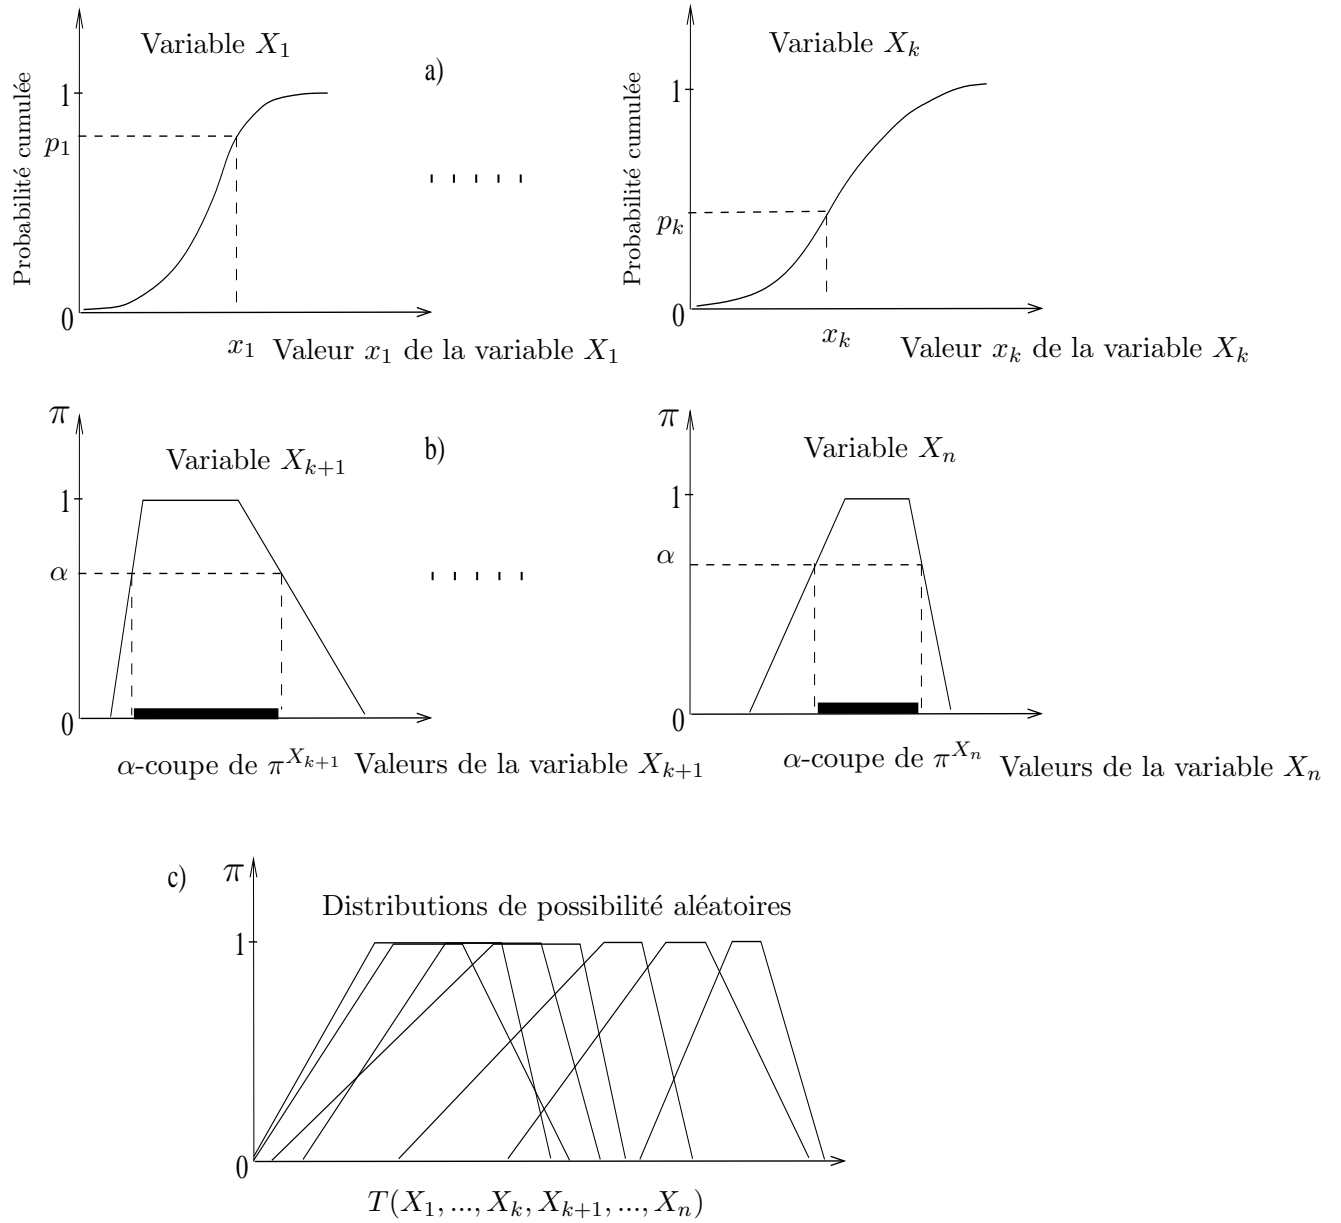 Variable $X_1$
a)
Variable $X_k$
Probabilité cumulée
1
$p_1$
0
$x_1$
Valeur $x_1$ de la variable $X_1$
Probabilité cumulée
1
$p_k$
0
$x_k$
Valeur $x_k$ de la variable $X_k$
π
Variable $X_{k+1}$
b)
1
α
0
α-coupe de $π^{X_{k+1}}$
Valeurs de la variable $X_{k+1}$
π
Variable $X_n$
1
α
0
α-coupe de $π^{X_n}$
Valeurs de la variable $X_n$
c)
π
Distributions de possibilité aléatoires
1
0
$T(X_1, ..., X_k, X_{k+1}, ..., X_n)$